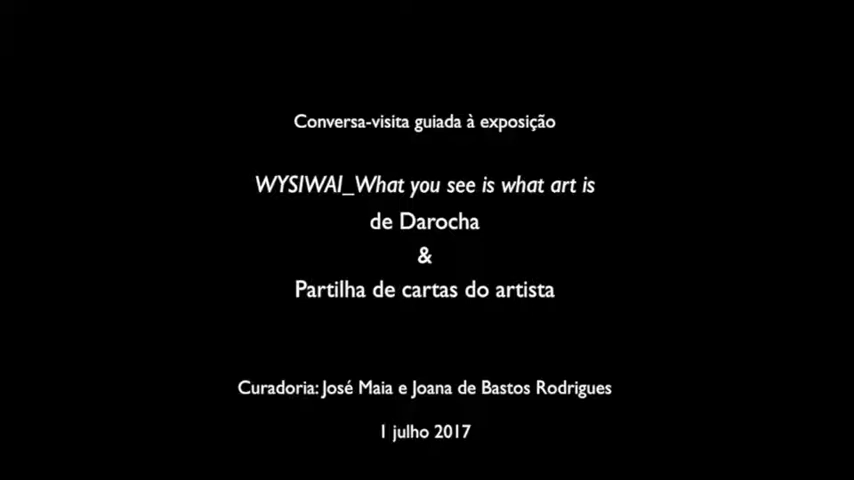 Conversa-visita guiada à exposição
WYSIWAI_What you see is what art is
de Darocha
&
Partilha de cartas do artista
Curadoria: José Maia e Joana de Bastos Rodrigues
1 julho 2017